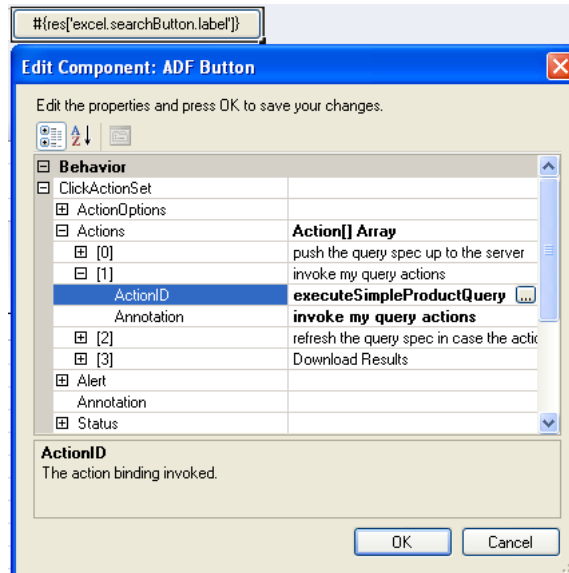 #{res['excel.searchButton.label']}
Edit Component: ADF Button
Edit the properties and press OK to save your changes.
Behavior
ClickActionSet
ActionOptions
Actions Action[] Array
[0] push the query spec up to the server
[1] invoke my query actions
ActionID executeSimpleProductQuery ...
Annotation invoke my query actions
[2] refresh the query spec in case the actio
[3] Download Results
Alert
Annotation
Status
ActionID
The action binding invoked.
OK Cancel